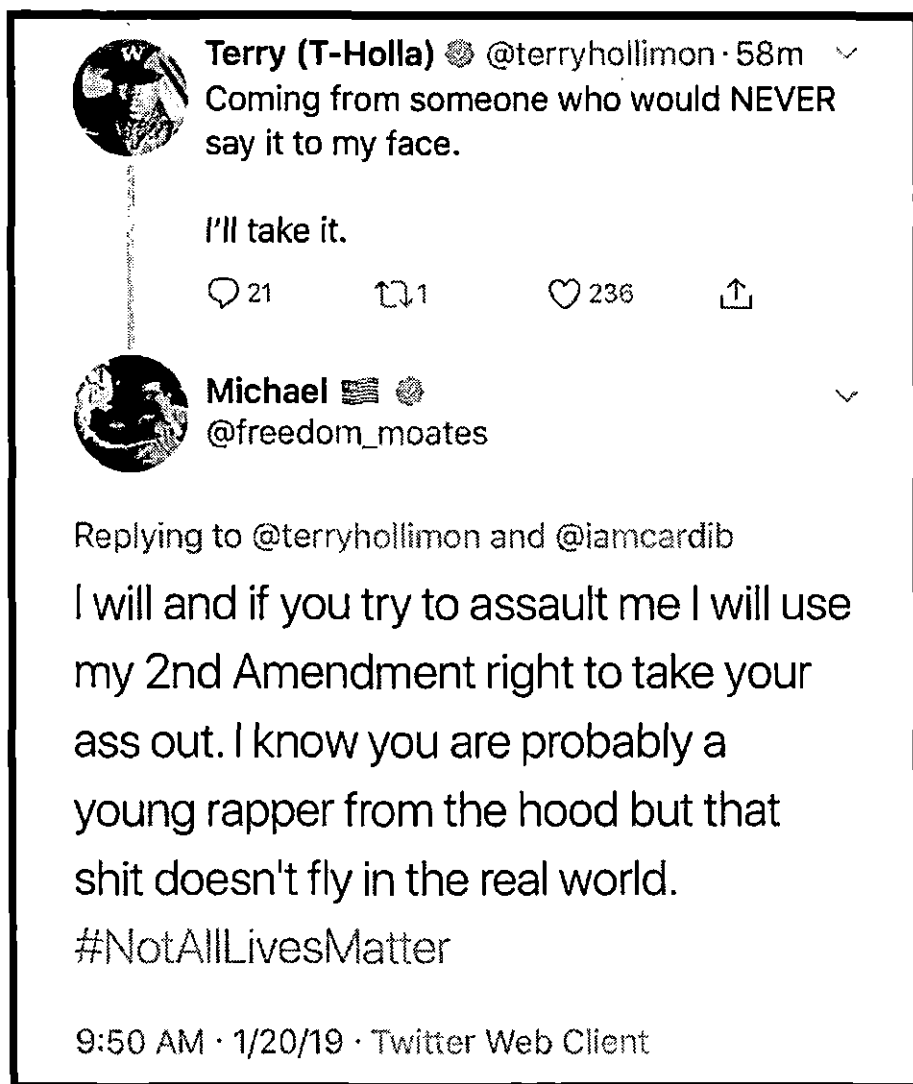 W
Terry (T-Holla) @terryhollimon · 58m
Coming from someone who would NEVER
say it to my face.
I'll take it.
21 1 236
Michael
@freedom_moates
Replying to @terryhollimon and @iamcardib
I will and if you try to assault me I will use
my 2nd Amendment right to take your
ass out. I know you are probably a
young rapper from the hood but that
shit doesn't fly in the real world.
#NotAllLivesMatter
9:50 AM · 1/20/19 · Twitter Web Client